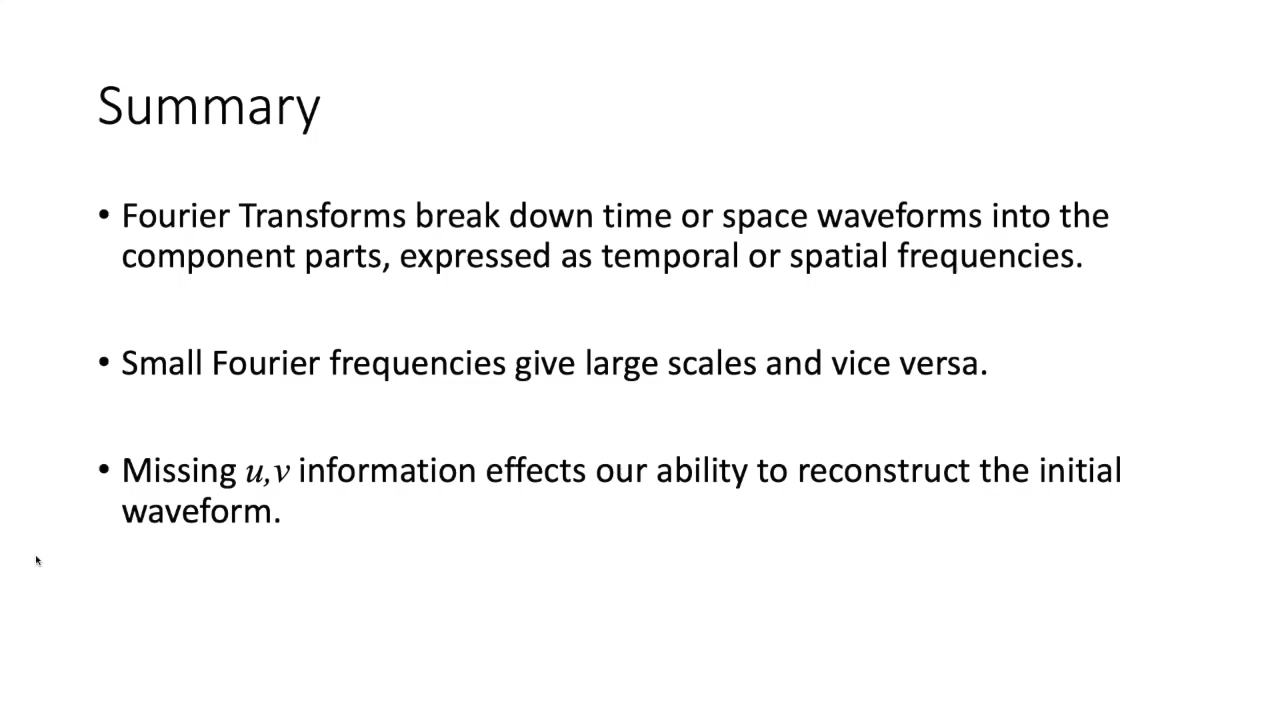 Summary
• Fourier Transforms break down time or space waveforms into the
component parts, expressed as temporal or spatial frequencies.
• Small Fourier frequencies give large scales and vice versa.
• Missing u,v information effects our ability to reconstruct the initial
waveform.